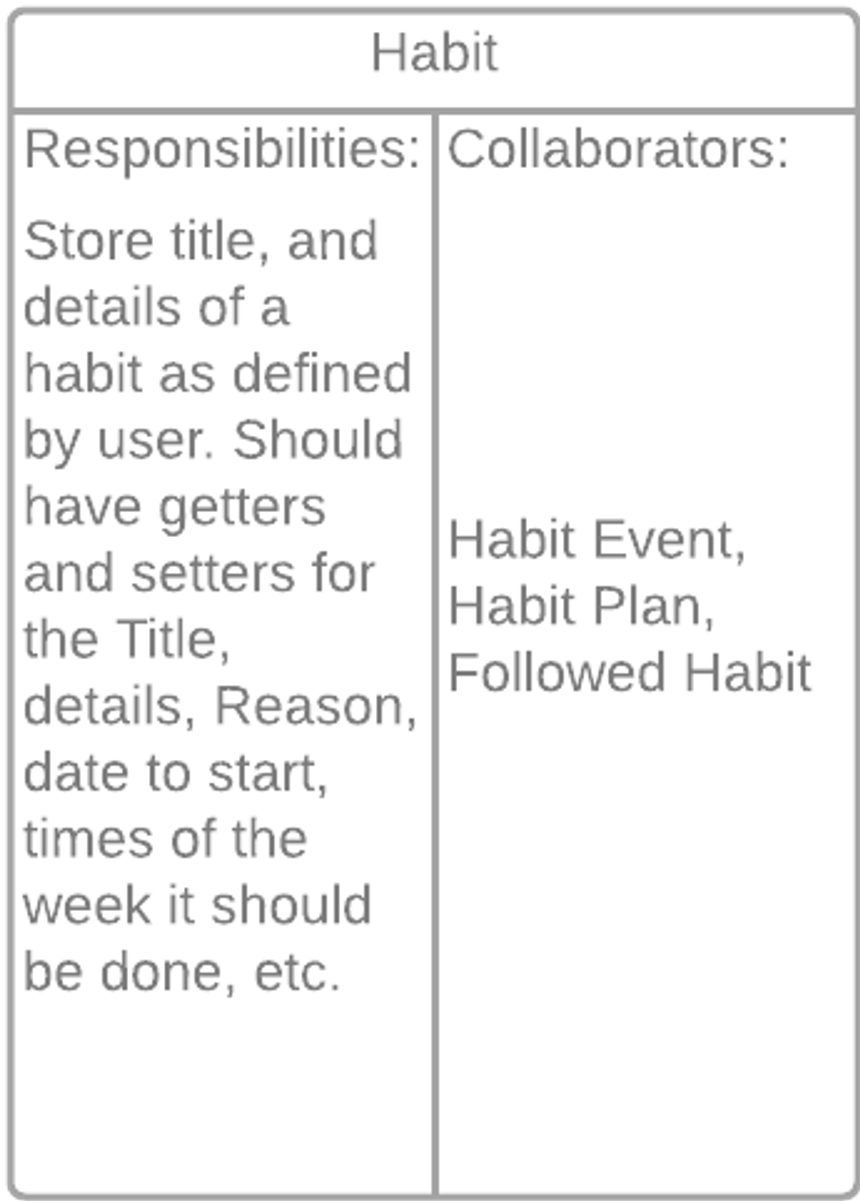 Habit
Responsibilities:
Store title, and
details of a
habit as defined
by user. Should
have getters
and setters for
the Title,
details, Reason,
date to start,
times of the
week it should
be done, etc.
Collaborators:
Habit Event,
Habit Plan,
Followed Habit